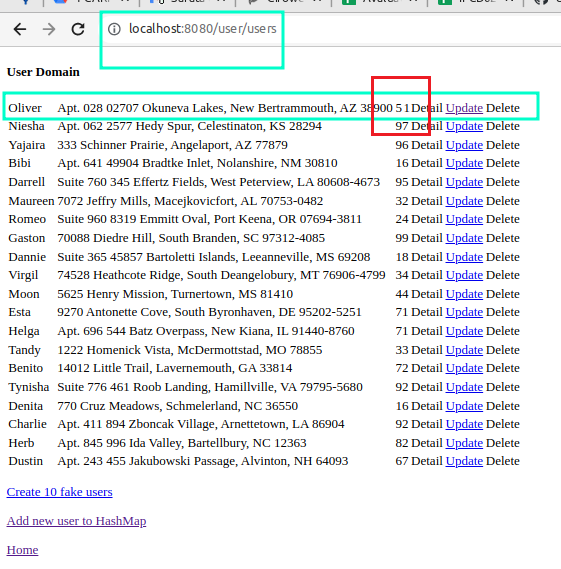 localhost:8080/user/users
User Domain
Oliver Apt. 028 02707 Okuneva Lakes, New Bertrammouth, AZ 38900 51 Detail Update Delete
Niesha Apt. 062 2577 Hedy Spur, Celestinaton, KS 28294 97 Detail Update Delete
Yajaira 333 Schinner Prairie, Angelaport, AZ 77879 96 Detail Update Delete
Bibi Apt. 641 49904 Bradtke Inlet, Nolanshire, NM 30810 16 Detail Update Delete
Darrell Suite 760 345 Effertz Fields, West Peterview, LA 80608-4673 95 Detail Update Delete
Maureen 7072 Jeffry Mills, Macejkovicfort, AL 70753-0482 32 Detail Update Delete
Romeo Suite 960 8319 Emmitt Oval, Port Keena, OR 07694-3811 24 Detail Update Delete
Gaston 70088 Diedre Hill, South Branden, SC 97312-4085 99 Detail Update Delete
Dannie Suite 365 45857 Bartoletti Islands, Leeanneville, MS 69208 18 Detail Update Delete
Virgil 74528 Heathcote Ridge, South Deangelobury, MT 76906-4799 34 Detail Update Delete
Moon 5625 Henry Mission, Turnertown, MS 81410 44 Detail Update Delete
Esta 9270 Antonette Cove, South Byronhaven, DE 95202-5251 71 Detail Update Delete
Helga Apt. 696 544 Batz Overpass, New Kiana, IL 91440-8760 71 Detail Update Delete
Tandy 1222 Homenick Vista, McDermottstad, MO 78855 33 Detail Update Delete
Benito 14012 Little Trail, Lavernemouth, GA 33814 72 Detail Update Delete
Tynisha Suite 776 461 Roob Landing, Hamillville, VA 79795-5680 92 Detail Update Delete
Denita 770 Cruz Meadows, Schmelerland, NC 36550 16 Detail Update Delete
Charlie Apt. 411 894 Zboncak Village, Arnettetown, LA 86904 92 Detail Update Delete
Herb Apt. 845 996 Ida Valley, Bartellbury, NC 12363 82 Detail Update Delete
Dustin Apt. 243 455 Jakubowski Passage, Alvinton, NH 64093 67 Detail Update Delete
Create 10 fake users
Add new user to HashMap
Home